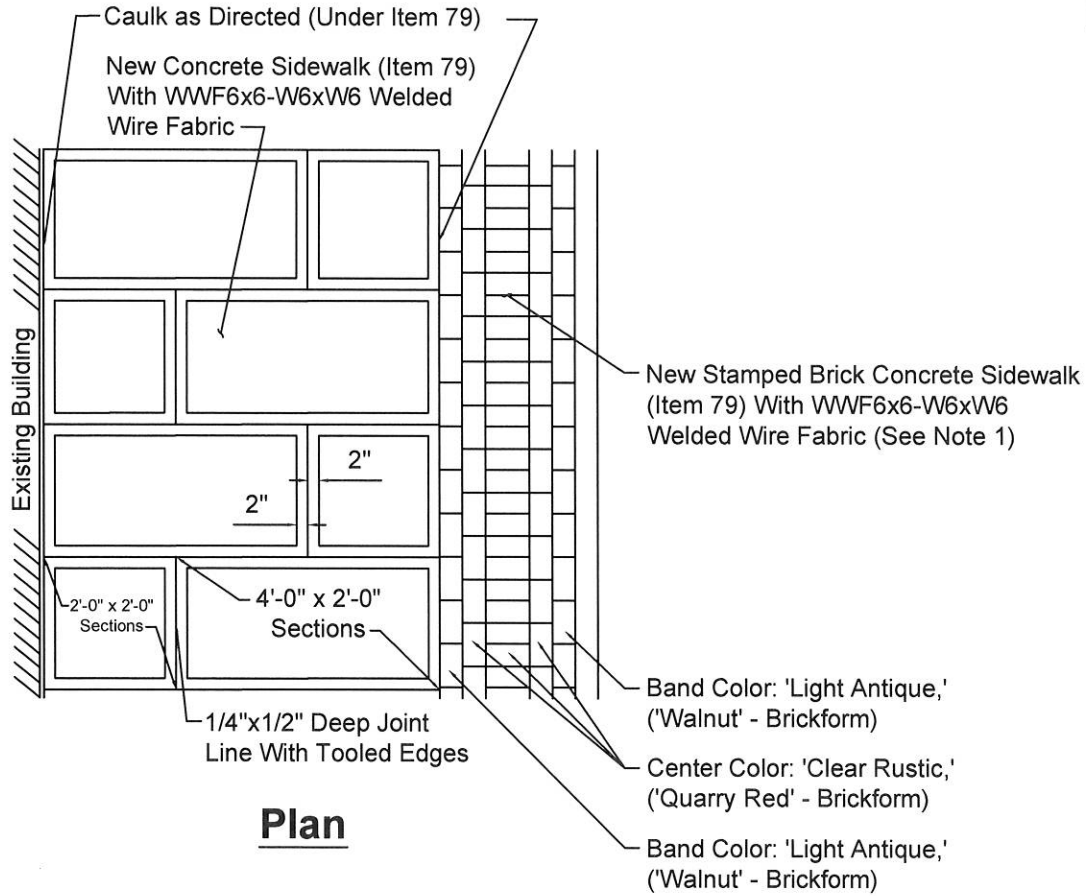 Caulk as Directed (Under Item 79)
New Concrete Sidewalk (Item 79)
With WWF6x6-W6xW6 Welded
Wire Fabric
Existing Building
New Stamped Brick Concrete Sidewalk
(Item 79) With WWF6x6-W6xW6
Welded Wire Fabric (See Note 1)
2"
2"
2'-0" x 2'-0"
Sections
4'-0" x 2'-0"
Sections
1/4"x1/2" Deep Joint
Line With Tooled Edges
Band Color: 'Light Antique,'
('Walnut' - Brickform)
Center Color: 'Clear Rustic,'
('Quarry Red' - Brickform)
Band Color: 'Light Antique,'
('Walnut' - Brickform)
Plan